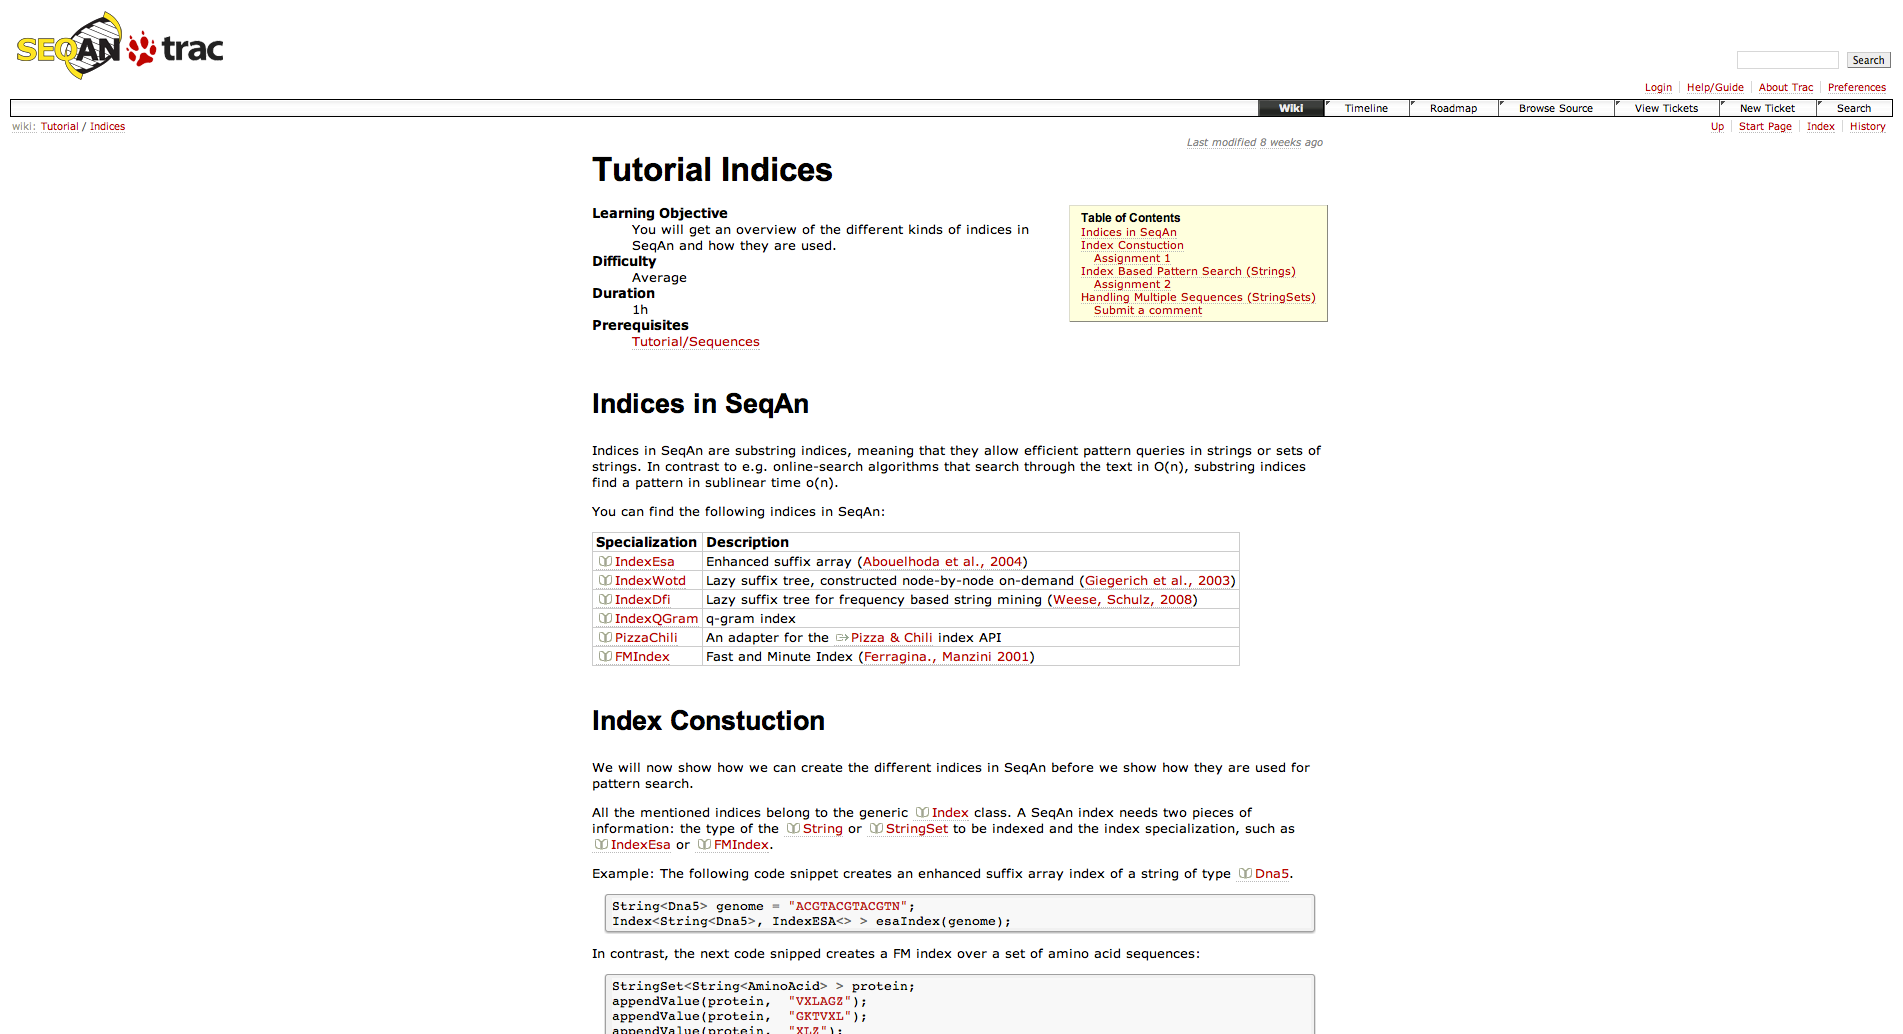 SEQAN trac
Search
Login Help/Guide About Trac Preferences
Wiki Timeline Roadmap Browse Source View Tickets New Ticket Search
wiki: Tutorial / Indices
Up Start Page Index History
Last modified 8 weeks ago
Tutorial Indices
Learning Objective
You will get an overview of the different kinds of indices in
SeqAn and how they are used.
Difficulty
Average
Duration
1h
Prerequisites
Tutorial/Sequences
Table of Contents
Indices in SeqAn
Index Constuction
Assignment 1
Index Based Pattern Search (Strings)
Assignment 2
Handling Multiple Sequences (StringSets)
Submit a comment
Indices in SeqAn
Indices in SeqAn are substring indices, meaning that they allow efficient pattern queries in strings or sets of
strings. In contrast to e.g. online-search algorithms that search through the text in O(n), substring indices
find a pattern in sublinear time o(n).
You can find the following indices in SeqAn:
Specialization Description
IndexEsa Enhanced suffix array (Abouelhoda et al., 2004)
IndexWotd Lazy suffix tree, constructed node-by-node on-demand (Giegerich et al., 2003)
IndexDfi Lazy suffix tree for frequency based string mining (Weese, Schulz, 2008)
IndexQGram q-gram index
PizzaChili An adapter for the Pizza & Chili index API
FMIndex Fast and Minute Index (Ferragina., Manzini 2001)
Index Constuction
We will now show how we can create the different indices in SeqAn before we show how they are used for
pattern search.
All the mentioned indices belong to the generic Index class. A SeqAn index needs two pieces of
information: the type of the String or StringSet to be indexed and the index specialization, such as
IndexEsa or FMIndex.
Example: The following code snippet creates an enhanced suffix array index of a string of type Dna5.
String<Dna5> genome = "ACGTACGTACGTN";
Index<String<Dna5>, IndexESA<> > esaIndex(genome);
In contrast, the next code snipped creates a FM index over a set of amino acid sequences:
StringSet<String<AminoAcid> > protein;
appendValue(protein, "VXLAGZ");
appendValue(protein, "GKTVXL");
appendValue(protein, "XLZ");